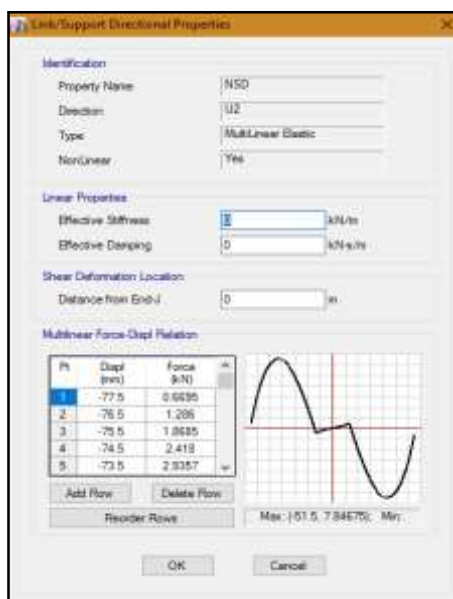 Link/Support Directional Properties
Identification
Property Name NSD
Direction U2
Type MultiLinear Elastic
NonLinear Yes
Linear Properties
Effective Stiffness 0 kN/m
Effective Damping 0 kN-s/m
Shear Deformation Location
Distance from End-J 0 m
Multilinear Force-Displ Relation
Pt Displ Force
(mm) (kN)
1 -77.5 0.6695
2 -76.5 1.286
3 -75.5 1.8685
4 -74.5 2.418
5 -73.5 2.9357
Add Row Delete Row
Reorder Rows Max: (-51.5, 7.84675); Min:
OK Cancel